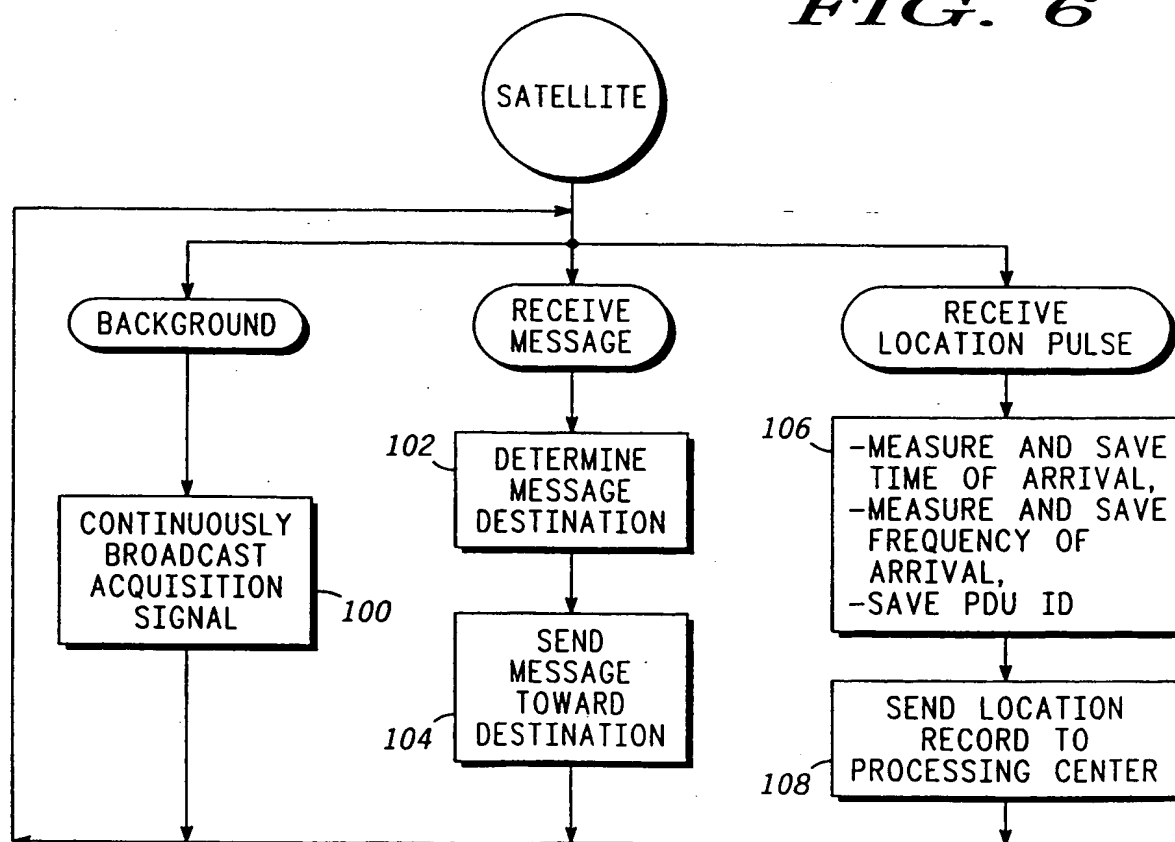 FIG. 6
SATELLITE
BACKGROUND
RECEIVE
MESSAGE
RECEIVE
LOCATION PULSE
102
DETERMINE
MESSAGE
DESTINATION
106
-MEASURE AND SAVE
TIME OF ARRIVAL,
-MEASURE AND SAVE
FREQUENCY OF
ARRIVAL,
-SAVE PDU ID
CONTINUOUSLY
BROADCAST
ACQUISITION
SIGNAL
100
SEND
MESSAGE
TOWARD
DESTINATION
104
SEND LOCATION
RECORD TO
PROCESSING CENTER
108